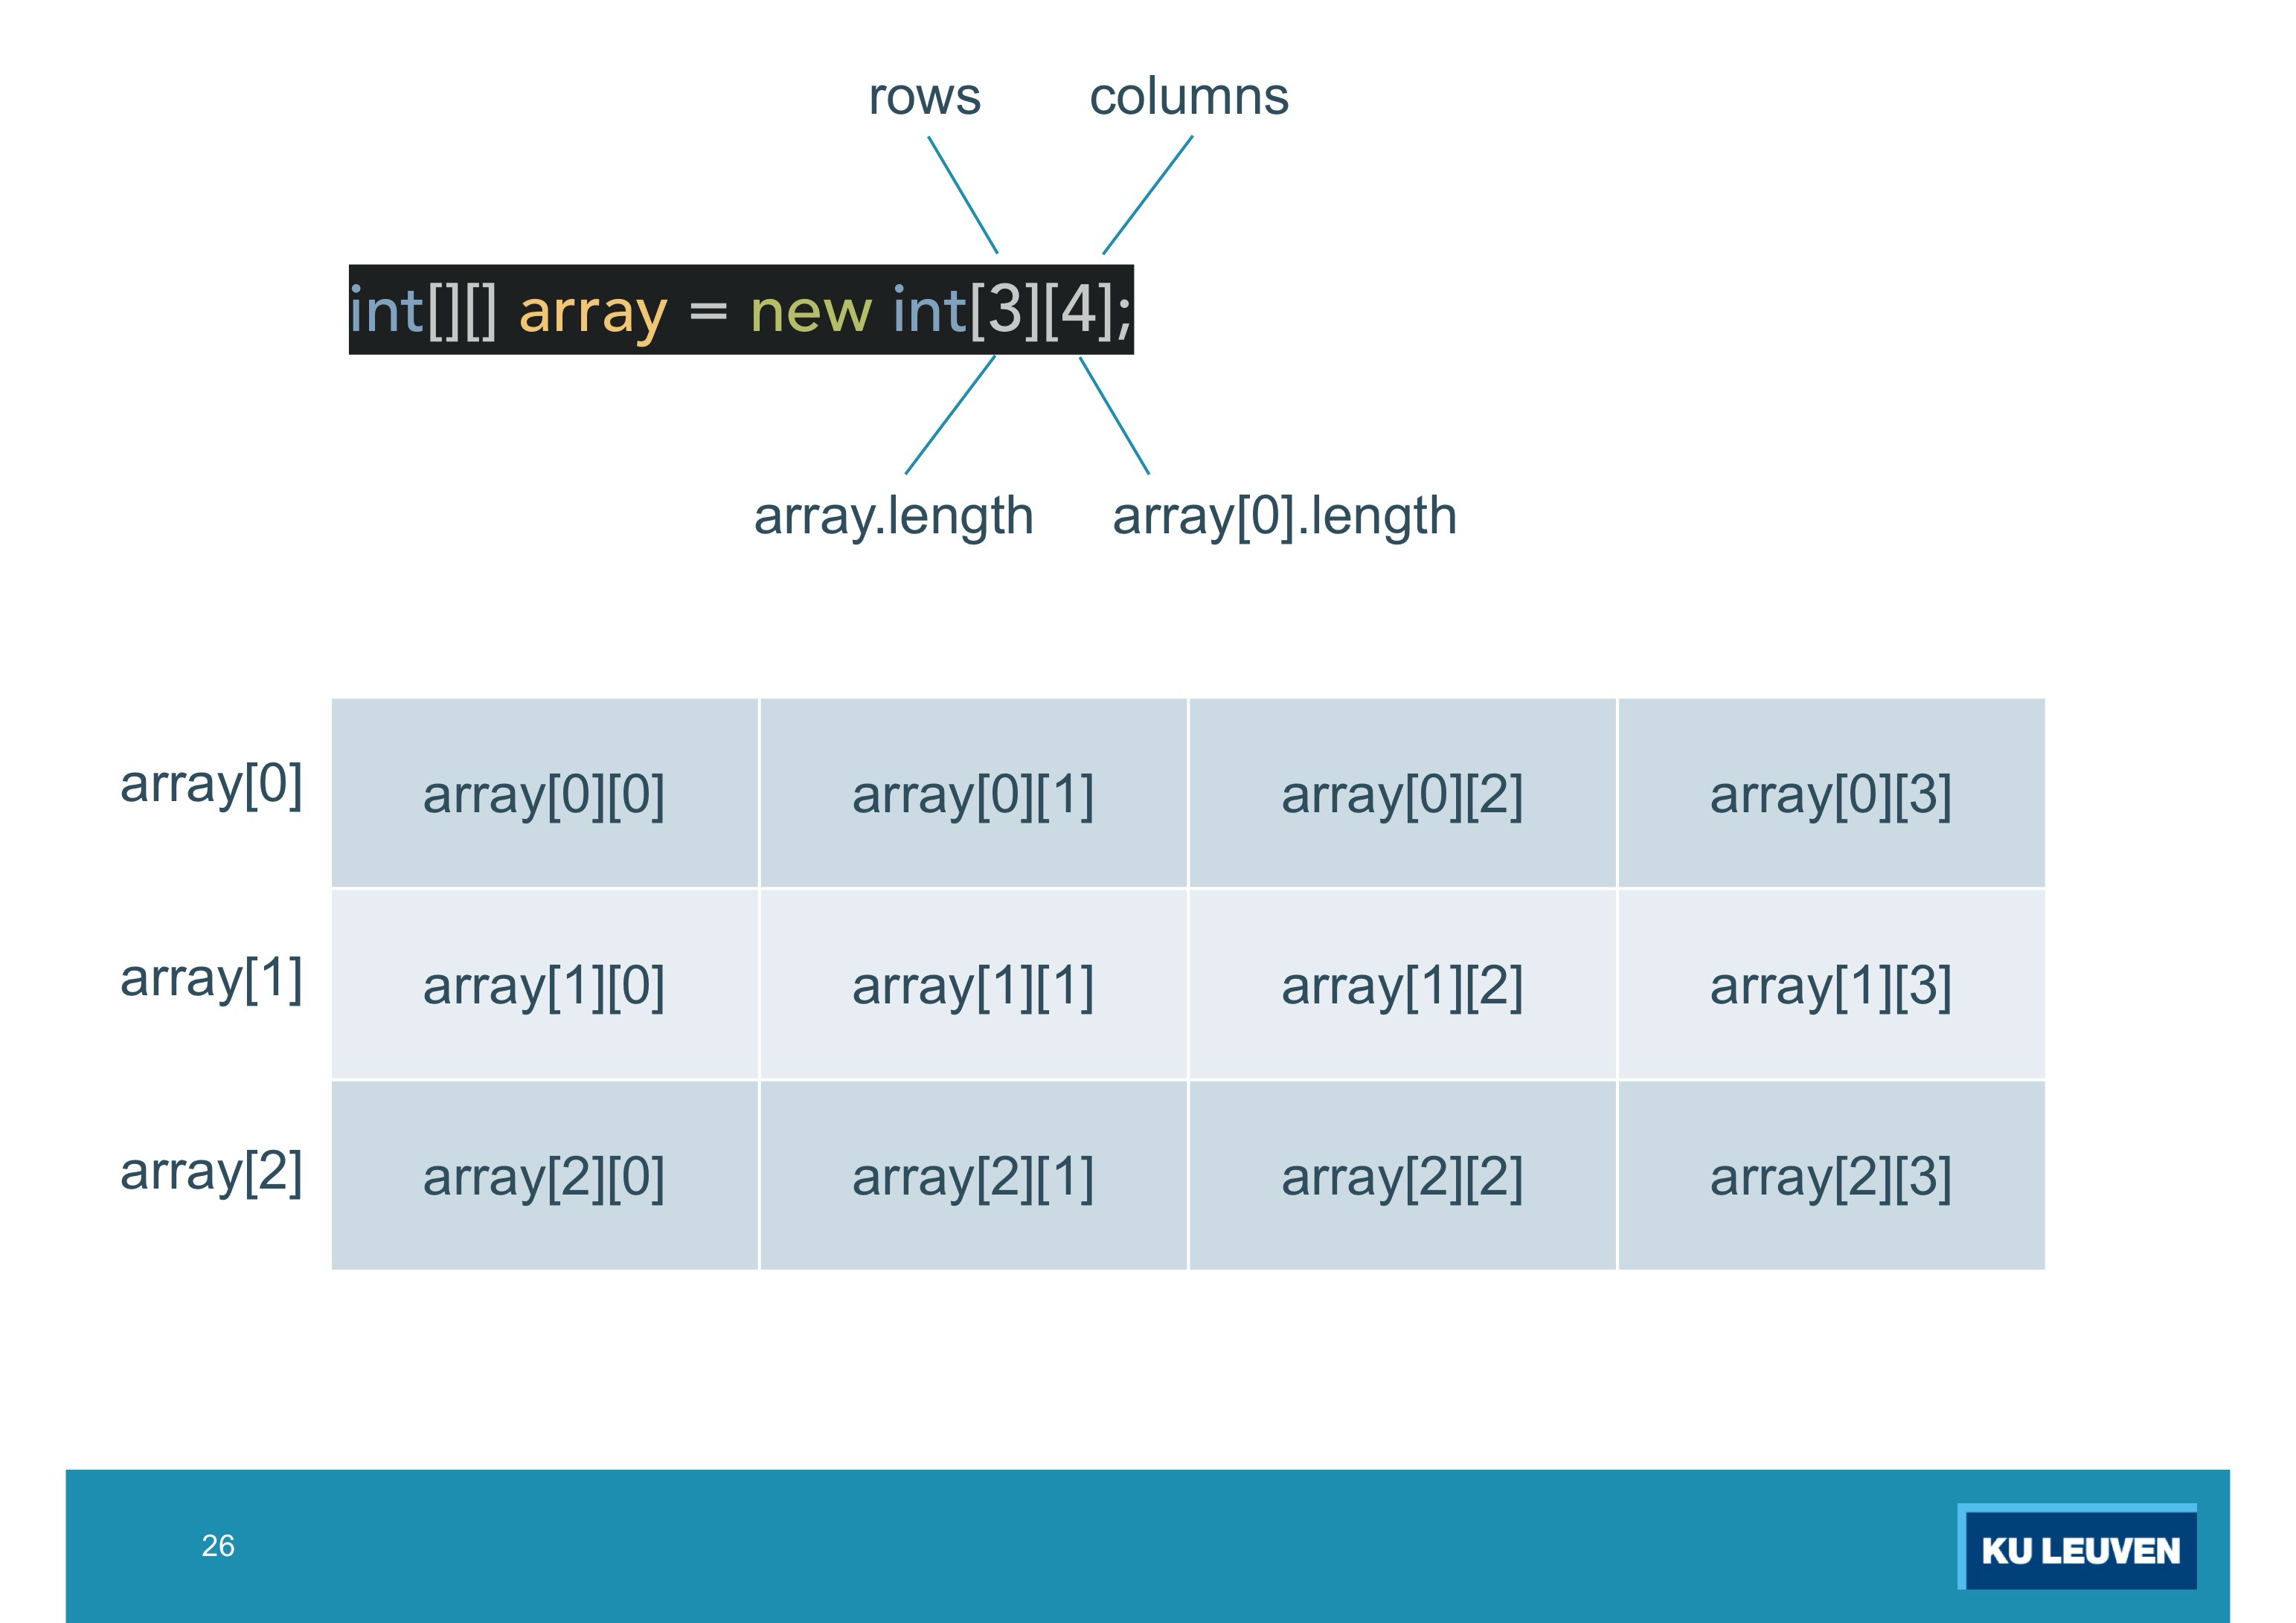 rows columns
int[][] array = new int[3][4];
array.length array[0].length
array[0] array[0][0] array[0][1] array[0][2] array[0][3]
array[1] array[1][0] array[1][1] array[1][2] array[1][3]
array[2] array[2][0] array[2][1] array[2][2] array[2][3]
26
KU LEUVEN